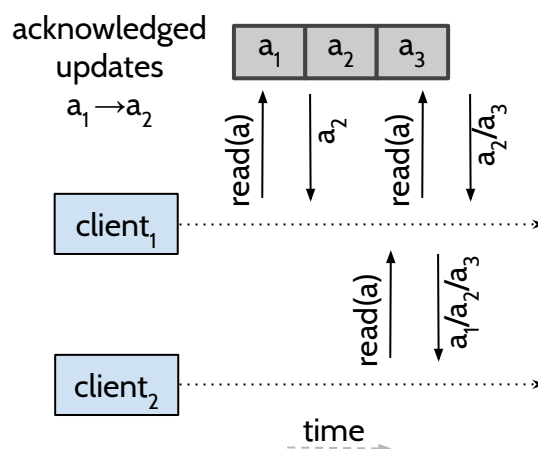 acknowledged
updates
a₁→a₂
a₁ a₂ a₃
read(a)
a₂
read(a)
a₂/a₃
client₁
read(a)
a₁/a₂/a₃
client₂
time